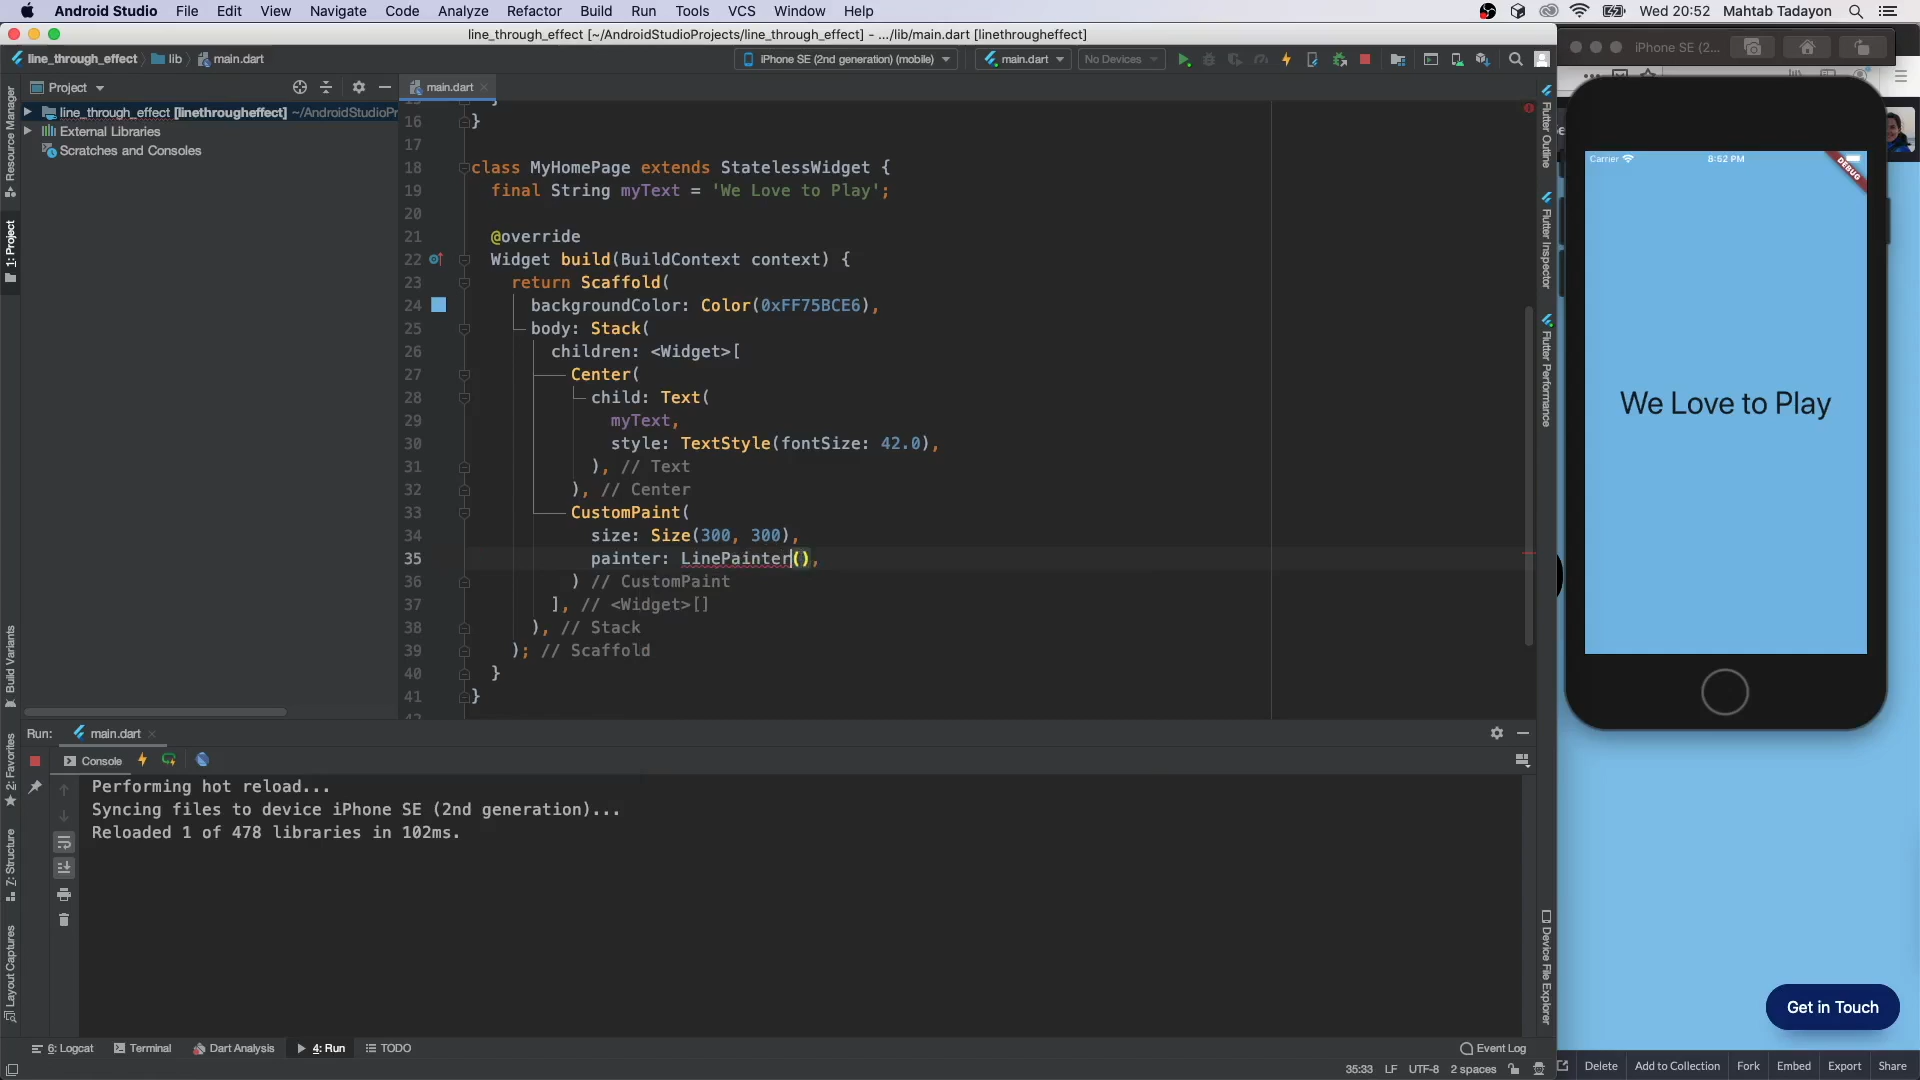 Android Studio File Edit View Navigate Code Analyze Refactor Build Run Tools VCS Window Help Wed 20:52 Mahtab Tadayon
line_through_effect [~/AndroidStudioProjects/line_through_effect] - .../lib/main.dart [linethrougheffect]
iPhone SE (2...
line_through_effect lib main.dart iPhone SE (2nd generation) (mobile) main.dart No Devices
Project main.dart
line_through_effect [linethrougheffect] ~/AndroidStudioPr
External Libraries
Scratches and Consoles
Resource Manager
1: Project
Build Variants
2: Favorites
Z: Structure
Layout Captures
15 }
16 }
17
18 class MyHomePage extends StatelessWidget {
19 final String myText = 'We Love to Play';
20
21 @override
22 Widget build(BuildContext context) {
23 return Scaffold(
24 backgroundColor: Color(0xFF75BCE6),
25 body: Stack(
26 children: <Widget>[
27 Center(
28 child: Text(
29 myText,
30 style: TextStyle(fontSize: 42.0),
31 ), // Text
32 ), // Center
33 CustomPaint(
34 size: Size(300, 300),
35 painter: LinePainter(),
36 ) // CustomPaint
37 ], // <Widget>[]
38 ), // Stack
39 ); // Scaffold
40 }
41 }
42
Flutter Outline
Flutter Inspector
Flutter Performance
Device File Explorer
Carrier 8:52 PM
DEBUG
We Love to Play
Run: main.dart
Console
Performing hot reload...
Syncing files to device iPhone SE (2nd generation)...
Reloaded 1 of 478 libraries in 102ms.
Get in Touch
6: Logcat Terminal Dart Analysis 4: Run TODO Event Log
35:33 LF UTF-8 2 spaces
Delete Add to Collection Fork Embed Export Share